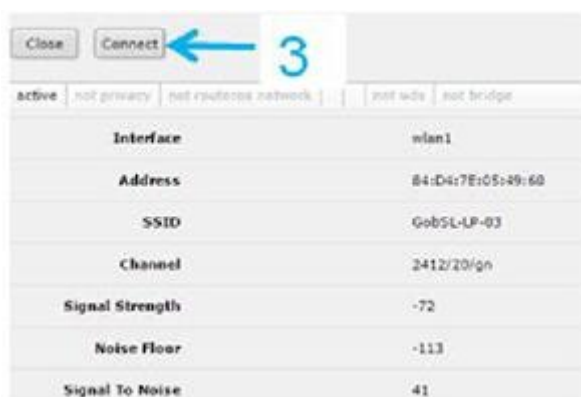 Close Connect 3
active not privacy not routeros network not wds not bridge
Interface wlan1
Address 84:D4:7E:05:49:60
SSID GobSL-LP-03
Channel 2412/20/gn
Signal Strength -72
Noise Floor -113
Signal To Noise 41